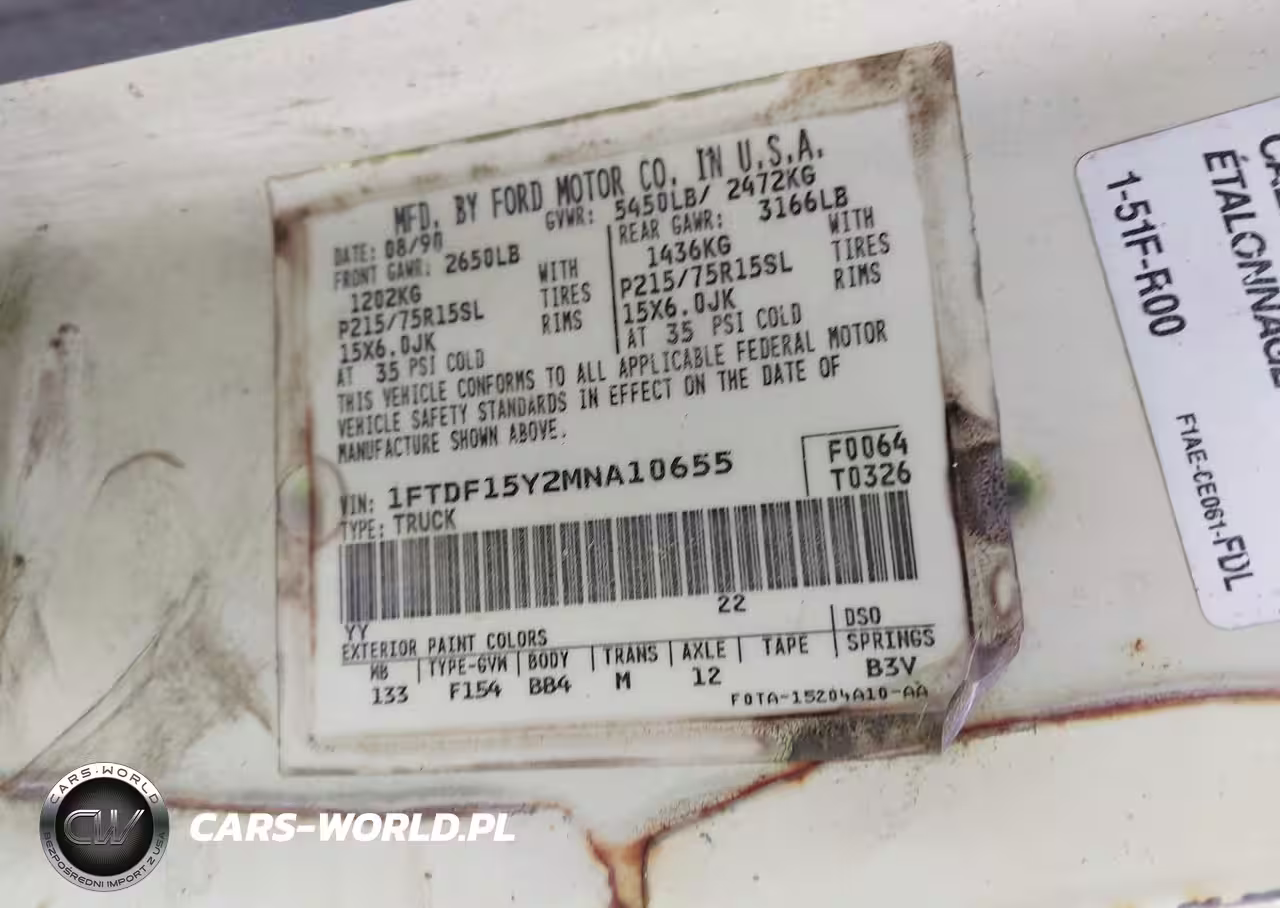 MFD. BY FORD MOTOR CO. IN U.S.A.
DATE: 08/90 GVWR: 5450LB/ 2472KG
FRONT GAWR: 2650LB
1202KG WITH
P215/75R15SL TIRES
15X6.0JK RIMS
AT 35 PSI COLD
REAR GAWR: 3166LB
1436KG WITH
P215/75R15SL TIRES
15X6.0JK RIMS
AT 35 PSI COLD
THIS VEHICLE CONFORMS TO ALL APPLICABLE FEDERAL MOTOR
VEHICLE SAFETY STANDARDS IN EFFECT ON THE DATE OF
MANUFACTURE SHOWN ABOVE.
VIN: 1FTDF15Y2MNA10655
TYPE: TRUCK
F0064
T0326
22
YY
EXTERIOR PAINT COLORS DSO
WB TYPE-GVW BODY TRANS AXLE TAPE SPRINGS
133 F154 BB4 M 12 B3V
F0TA-15204A10-AA
ÉTALONNAGE
1-51F-R00
F1AE-CE061-FDL
CARS-WORLD
CW
BEZPOŚREDNI IMPORT Z USA
CARS-WORLD.PL